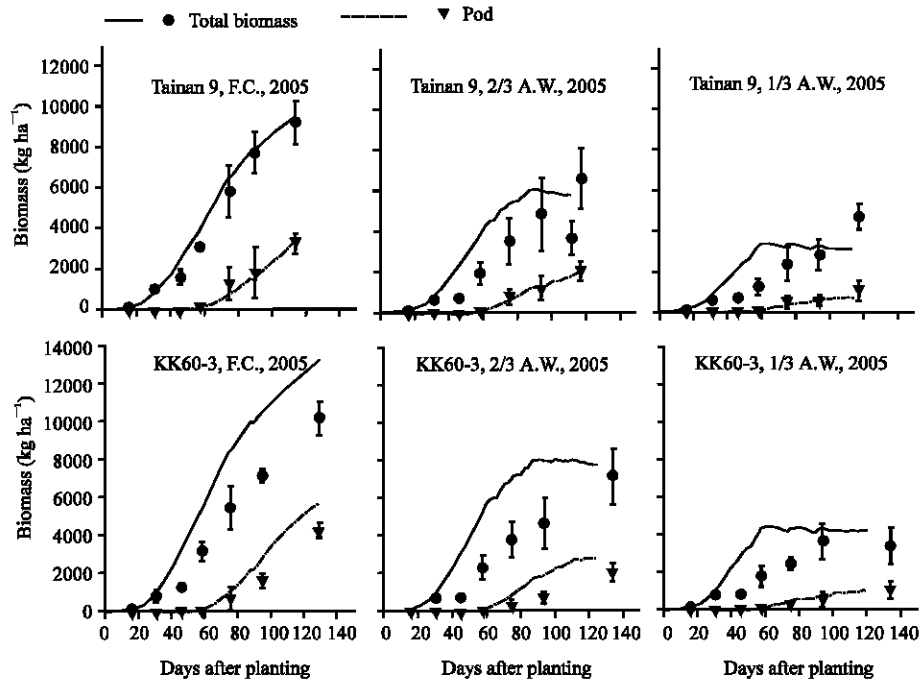 Total biomass Pod
12000
10000
8000
6000
4000
2000
0
Biomass (kg ha⁻¹)
Tainan 9, F.C., 2005
Tainan 9, 2/3 A.W., 2005
Tainan 9, 1/3 A.W., 2005
14000
12000
10000
8000
6000
4000
2000
0
Biomass (kg ha⁻¹)
KK60-3, F.C., 2005
KK60-3, 2/3 A.W., 2005
KK60-3, 1/3 A.W., 2005
0 20 40 60 80 100 120 140
0 20 40 60 80 100 120 140
0 20 40 60 80 100 120 140
Days after planting Days after planting Days after planting